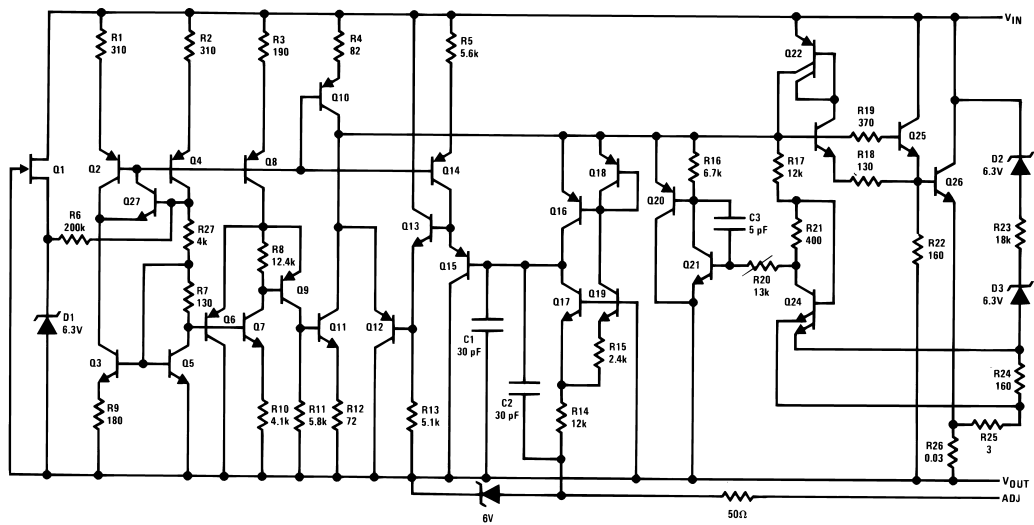 VIN
R1
310
R2
310
R3
190
R4
82
R5
5.6k
Q22
Q10
R19
370
Q25
R18
130
Q1
Q2
Q4
Q8
Q14
Q18
R16
6.7k
R17
12k
Q26
D2
6.3V
Q27
R6
200k
R27
4k
Q13
Q16
Q20
C3
5 pF
R21
400
R23
18k
R8
12.4k
Q15
Q21
R20
13k
R22
160
R7
130
Q9
Q17
Q19
Q24
D3
6.3V
D1
6.3V
Q6
Q7
Q11
Q12
Q3
Q5
C1
30 pF
R15
2.4k
R24
160
C2
30 pF
R9
180
R10
4.1k
R11
5.8k
R12
72
R13
5.1k
R14
12k
R25
3
R26
0.03
VOUT
ADJ
6V
50Ω